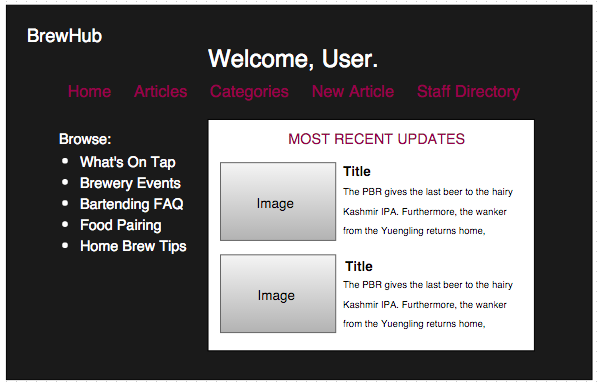 BrewHub
Welcome, User.
Home Articles Categories New Article Staff Directory
Browse:
What's On Tap
Brewery Events
Bartending FAQ
Food Pairing
Home Brew Tips
MOST RECENT UPDATES
Image
Title
The PBR gives the last beer to the hairy
Kashmir IPA. Furthermore, the wanker
from the Yuengling returns home,
Image
Title
The PBR gives the last beer to the hairy
Kashmir IPA. Furthermore, the wanker
from the Yuengling returns home,